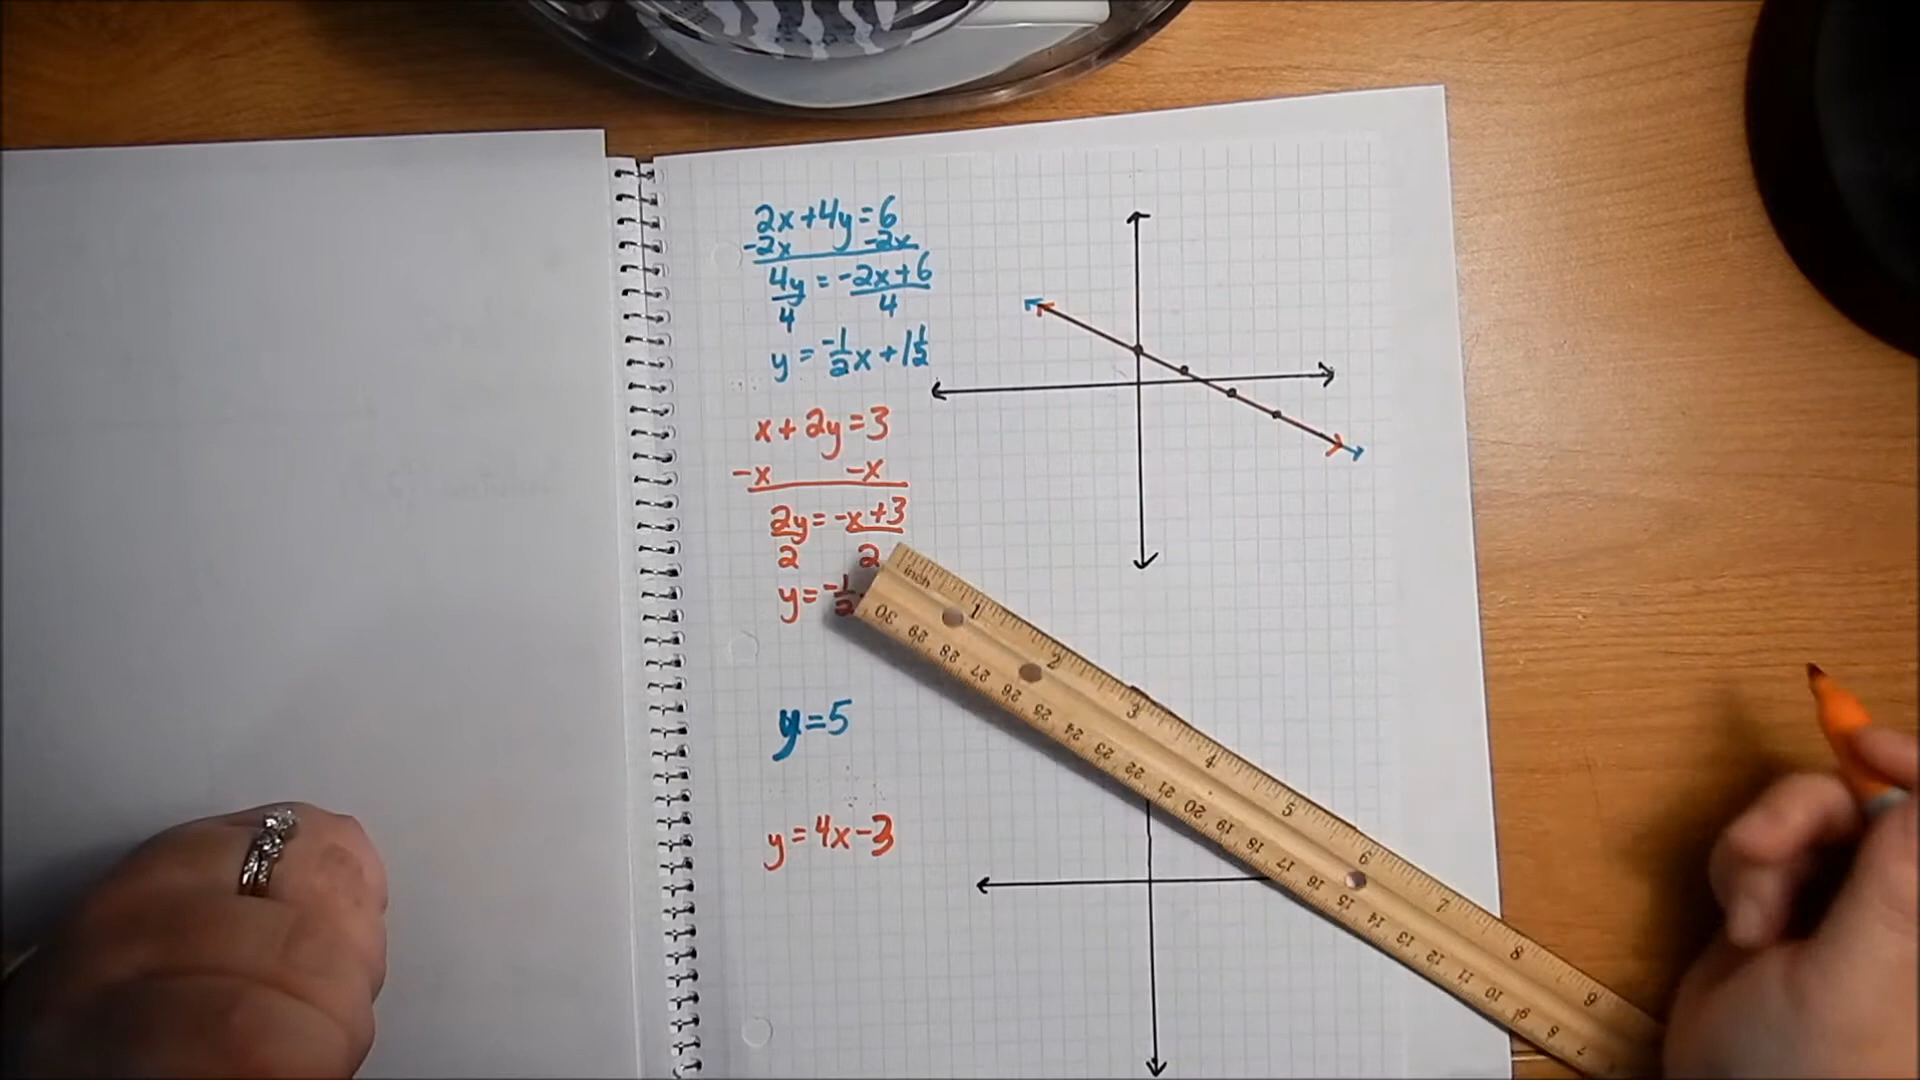 2x+4y=6
-2x -2x
4y = -2x+6
4 4
y = -1/2x+1 1/2
x+2y=3
-x -x
2y = -x+3
2 2
y = -1/2
y=5
y=4x-3
inch 1 2 3 4 5 6 7 8 9
30 29 28 27 26 25 24 23 22 21 20 19 18 17 16 15 14 13 12 11 10 9 8 7